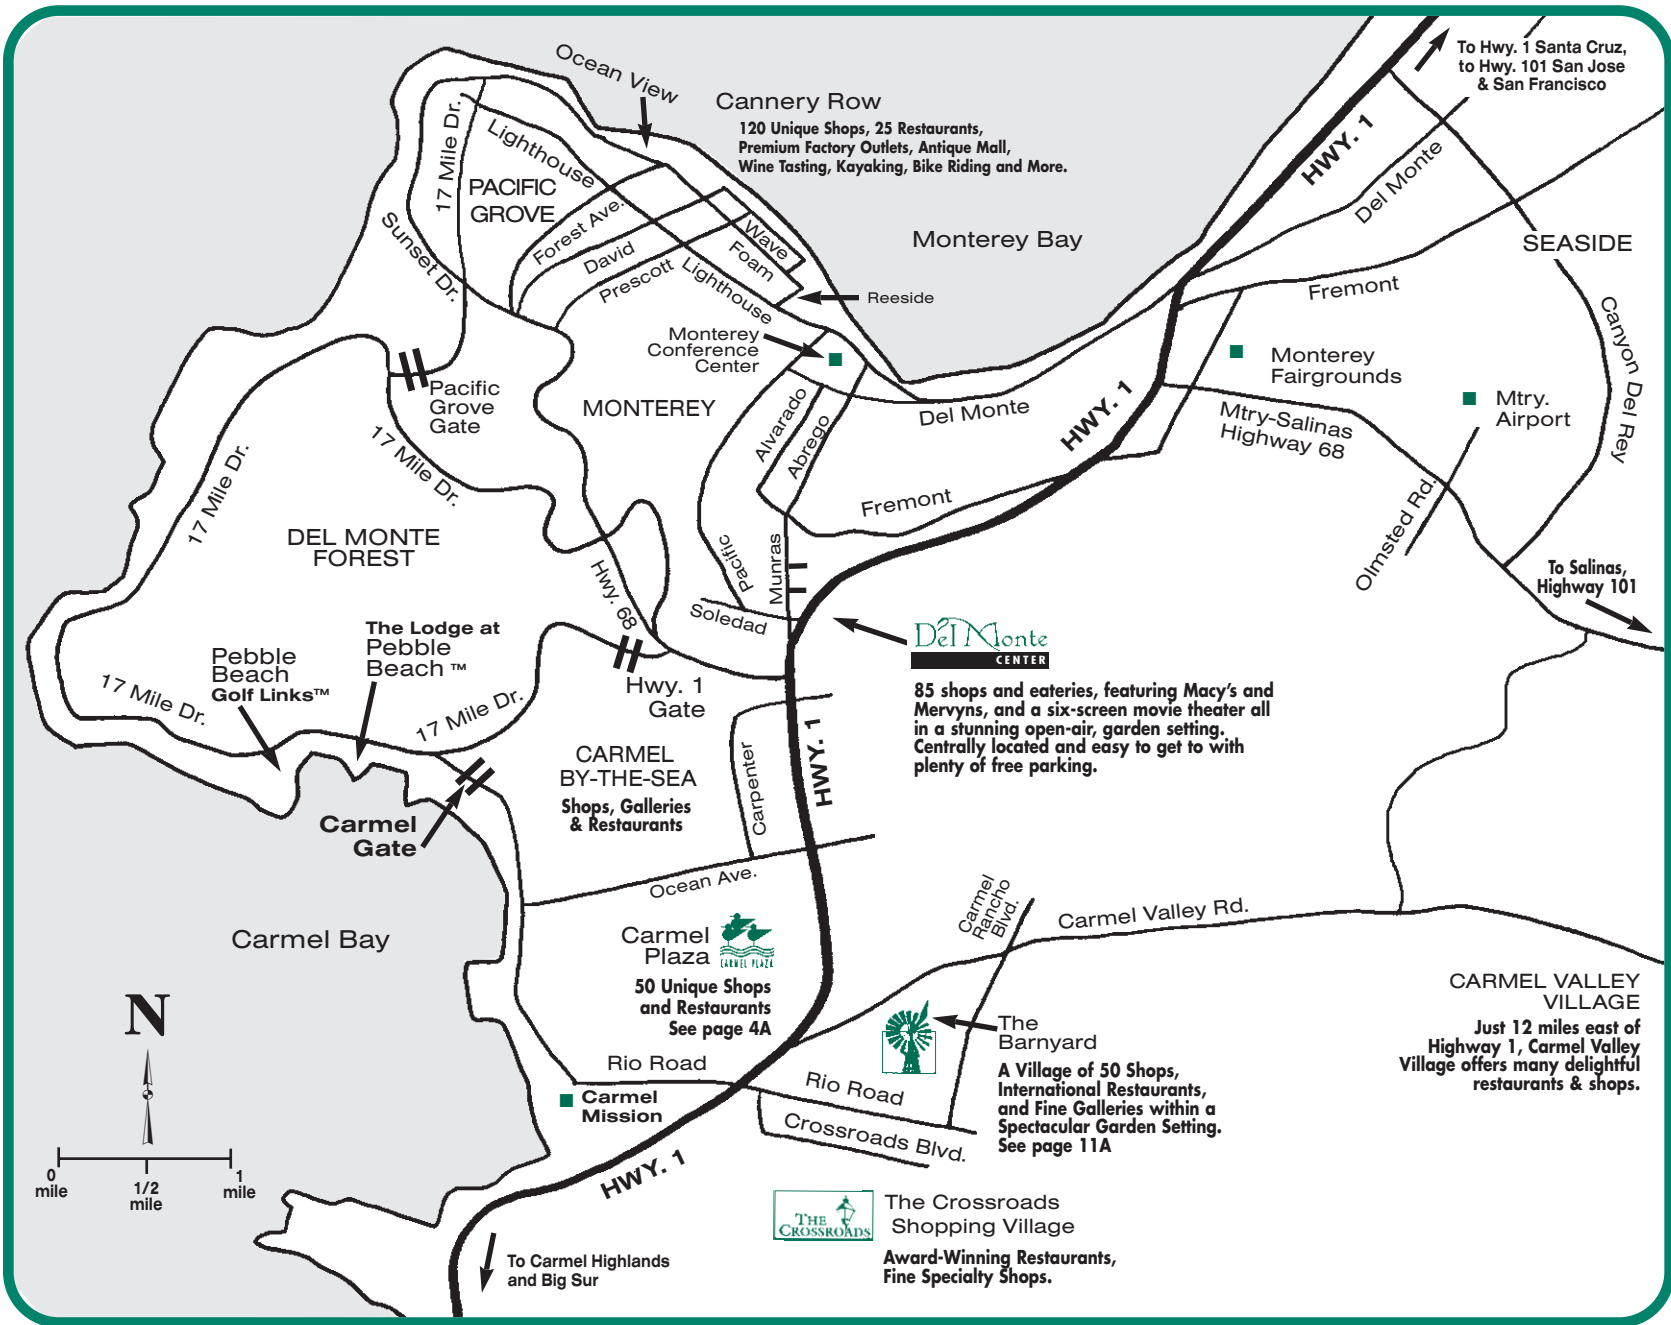 Ocean View
Cannery Row
120 Unique Shops, 25 Restaurants,
Premium Factory Outlets, Antique Mall,
Wine Tasting, Kayaking, Bike Riding and More.
To Hwy. 1 Santa Cruz,
to Hwy. 101 San Jose
& San Francisco
HWY. 1
Del Monte
17 Mile Dr.
Lighthouse
PACIFIC
GROVE
Sunset Dr.
Forest Ave.
David
Prescott
Wave
Foam
Lighthouse
Reeside
Monterey Bay
SEASIDE
Fremont
Canyon Del Rey
Monterey
Conference
Center
Monterey
Fairgrounds
Mtry.
Airport
Pacific
Grove
Gate
MONTEREY
Alvarado
Abrego
Del Monte
HWY. 1
Mtry-Salinas
Highway 68
17 Mile Dr.
17 Mile Dr.
Fremont
Olmsted Rd.
DEL MONTE
FOREST
Pacific
Munras
Hwy. 68
Soledad
To Salinas,
Highway 101
Del Monte
CENTER
85 shops and eateries, featuring Macy's and
Mervyns, and a six-screen movie theater all
in a stunning open-air, garden setting.
Centrally located and easy to get to with
plenty of free parking.
The Lodge at
Pebble
Beach ™
Pebble
Beach
Golf Links™
17 Mile Dr.
17 Mile Dr.
Hwy. 1
Gate
CARMEL
BY-THE-SEA
Shops, Galleries
& Restaurants
Carpenter
HWY. 1
Carmel
Gate
Ocean Ave.
Carmel
Rancho
Blvd.
Carmel Valley Rd.
Carmel Bay
Carmel
Plaza
CARMEL PLAZA
50 Unique Shops
and Restaurants
See page 4A
CARMEL VALLEY
VILLAGE
Just 12 miles east of
Highway 1, Carmel Valley
Village offers many delightful
restaurants & shops.
N
The
Barnyard
A Village of 50 Shops,
International Restaurants,
and Fine Galleries within a
Spectacular Garden Setting.
See page 11A
Rio Road
Rio Road
Carmel
Mission
Crossroads Blvd.
HWY. 1
0
mile
1/2
mile
1
mile
THE
CROSSROADS
The Crossroads
Shopping Village
Award-Winning Restaurants,
Fine Specialty Shops.
To Carmel Highlands
and Big Sur